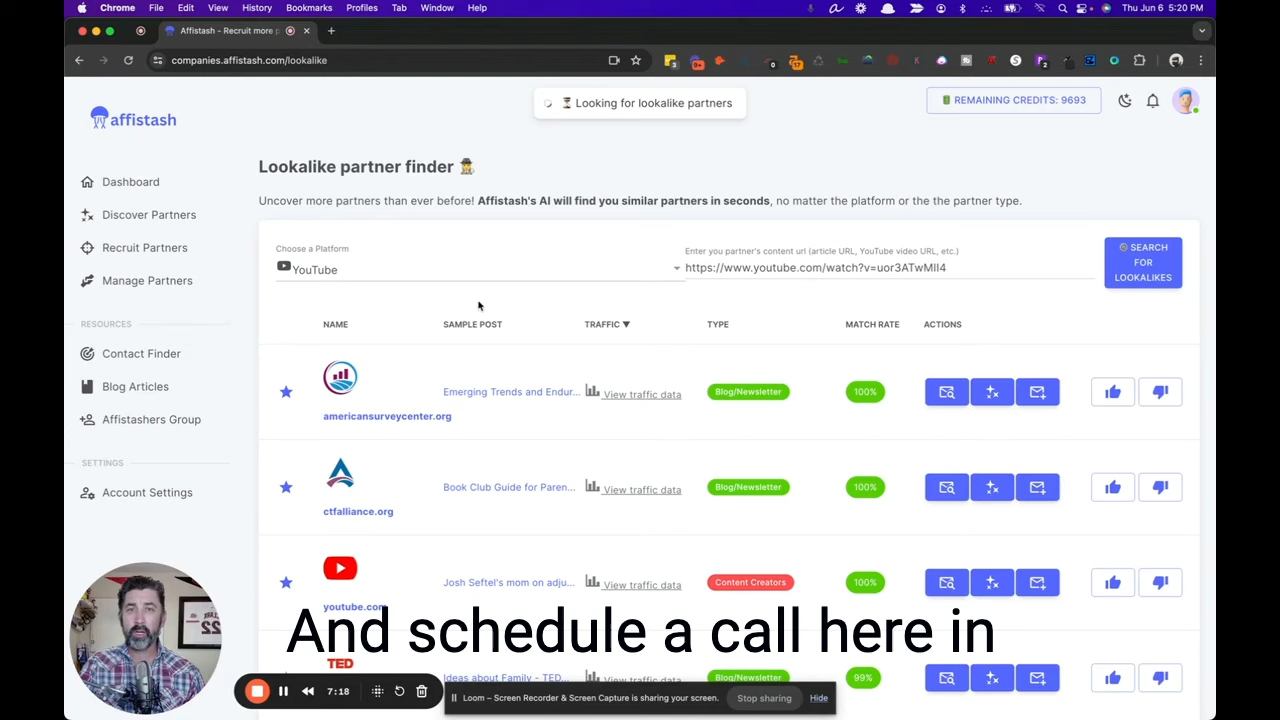 Chrome File Edit View History Bookmarks Profiles Tab Window Help Thu Jun 6 5:20 PM
Affistash - Recruit more p
companies.affistash.com/lookalike
affistash
⏳ Looking for lookalike partners
REMAINING CREDITS: 9693
Lookalike partner finder
Dashboard
Discover Partners
Recruit Partners
Manage Partners
RESOURCES
Contact Finder
Blog Articles
Affistashers Group
SETTINGS
Account Settings
Uncover more partners than ever before! Affistash's AI will find you similar partners in seconds, no matter the platform or the the partner type.
Choose a Platform
YouTube
Enter you partner's content url (article URL, YouTube video URL, etc.)
SEARCH
FOR
LOOKALIKES
NAME SAMPLE POST TRAFFIC ▼ TYPE MATCH RATE ACTIONS
americansurveycenter.org Emerging Trends and Endur... View traffic data Blog/Newsletter 100%
ctfalliance.org Book Club Guide for Paren... View traffic data Blog/Newsletter 100%
youtube.com Josh Seftel's mom on adju... View traffic data Content Creators 100%
And schedule a call here in
TED Ideas about Family - TED... View traffic data Blog/Newsletter 99%
7:18
Loom – Screen Recorder & Screen Capture is sharing your screen. Stop sharing Hide